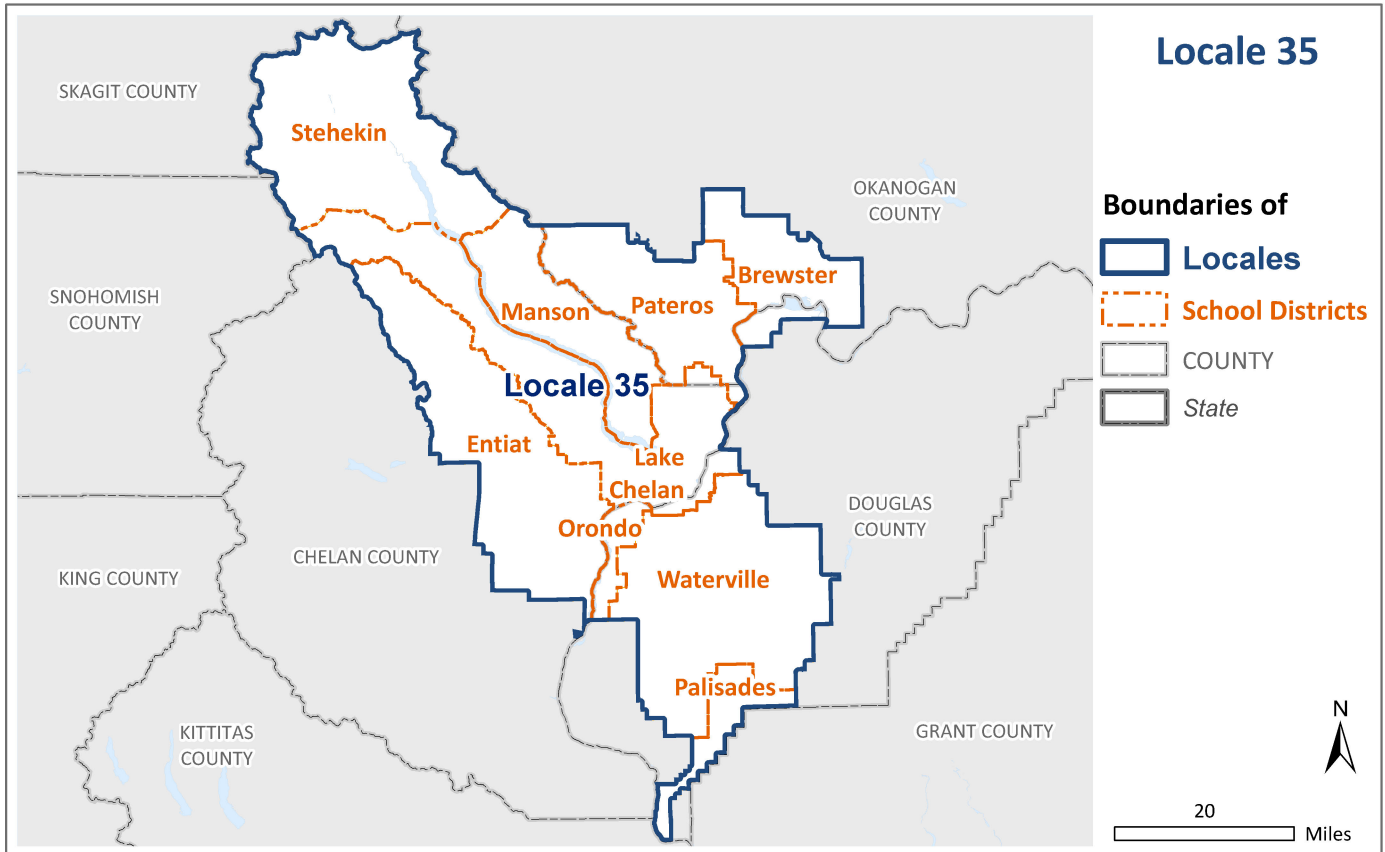 Locale 35
SKAGIT COUNTY
Stehekin
OKANOGAN
COUNTY
Boundaries of
Locales
School Districts
COUNTY
State
Brewster
SNOHOMISH
COUNTY
Manson
Pateros
Locale 35
Entiat
Lake
Chelan
Orondo
DOUGLAS
COUNTY
CHELAN COUNTY
KING COUNTY
Waterville
Palisades
KITTITAS
COUNTY
GRANT COUNTY
N
20
Miles